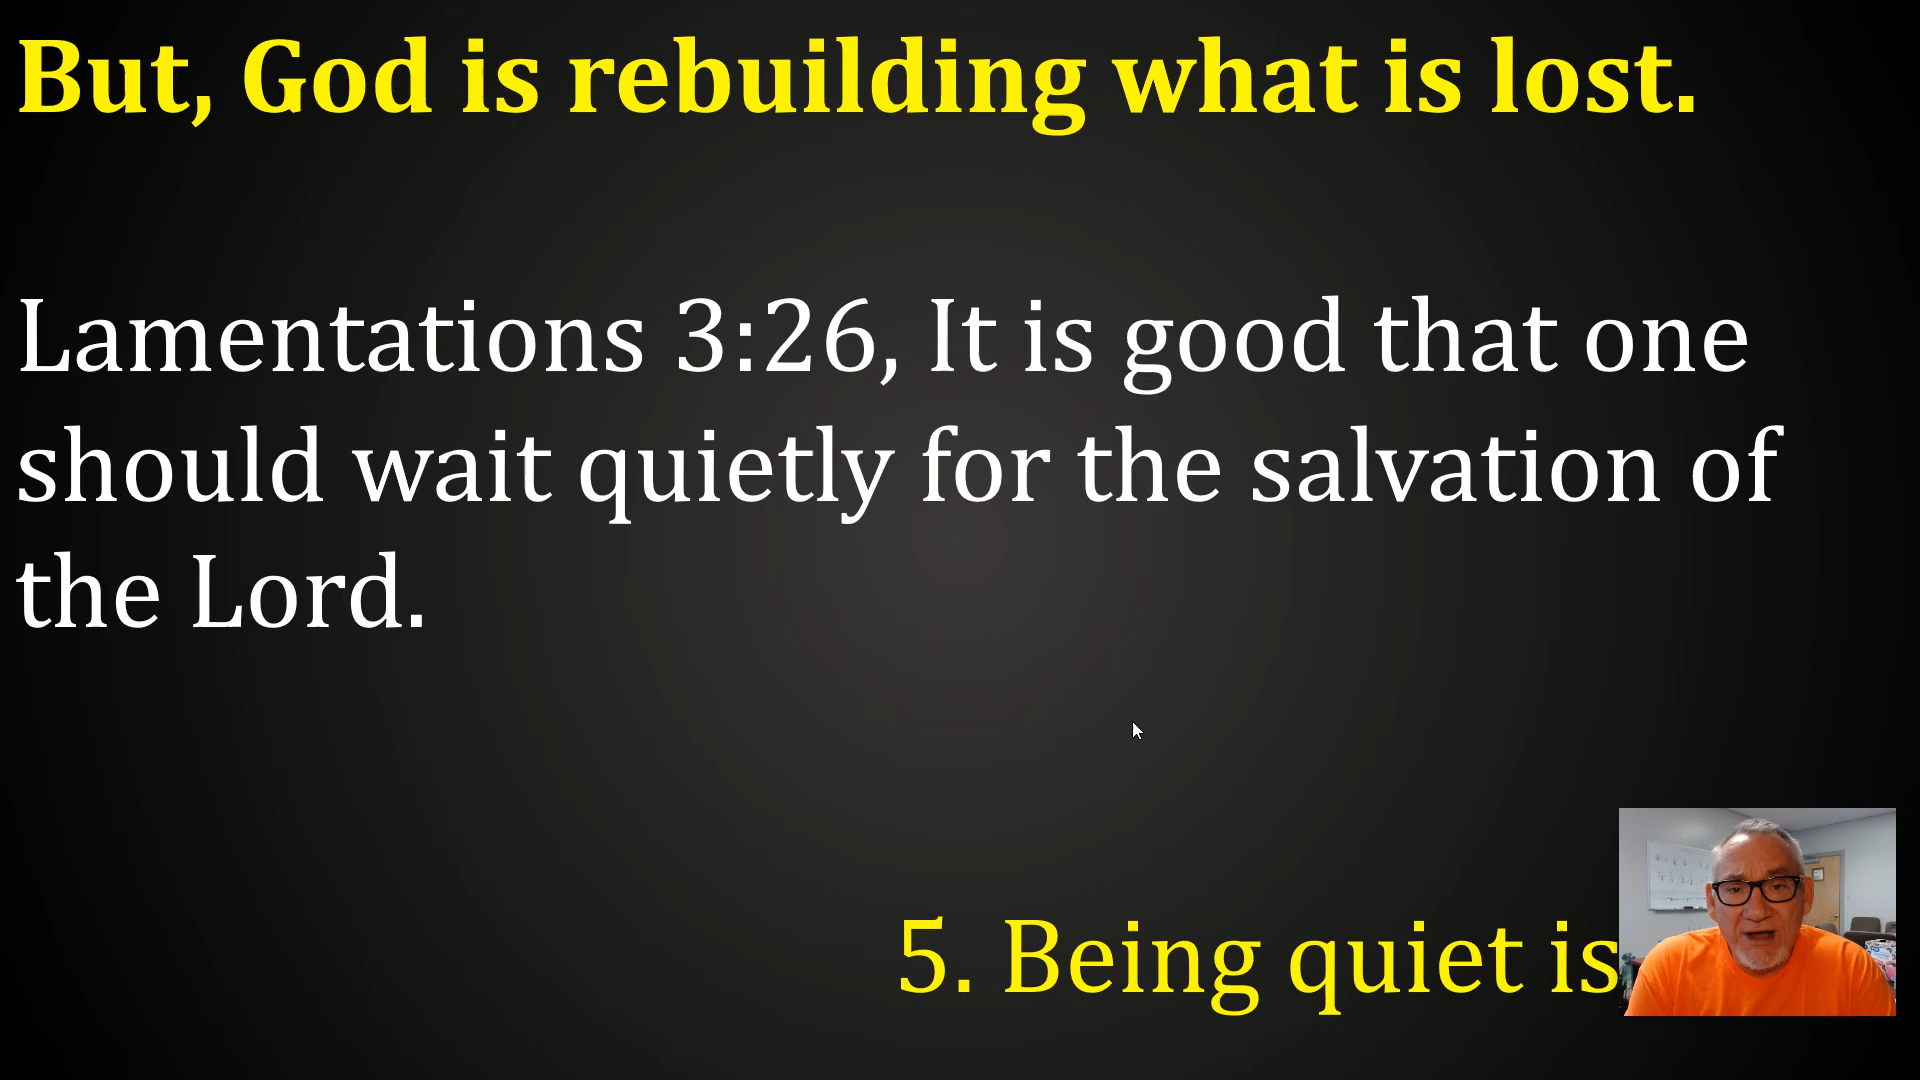 But, God is rebuilding what is lost.
Lamentations 3:26, It is good that one
should wait quietly for the salvation of
the Lord.
5. Being quiet is